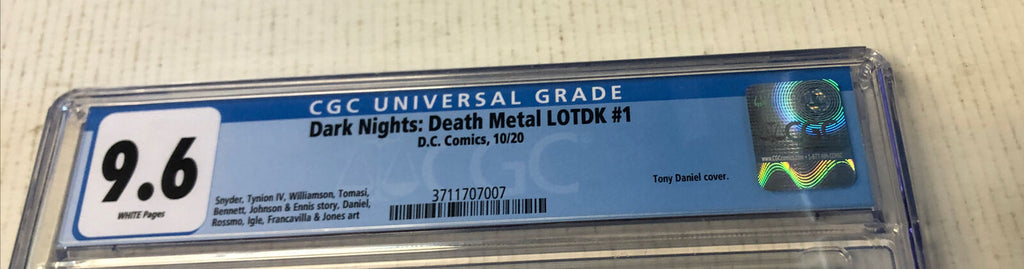 CGC UNIVERSAL GRADE
Dark Nights: Death Metal LOTDK #1
D.C. Comics, 10/20
9.6
WHITE Pages
Snyder, Tynion IV, Williamson, Tomasi,
Bennett, Johnson & Ennis story, Daniel,
Rossmo, Igle, Francavilla & Jones art
3711707007
Tony Daniel cover.
CGC
CGC